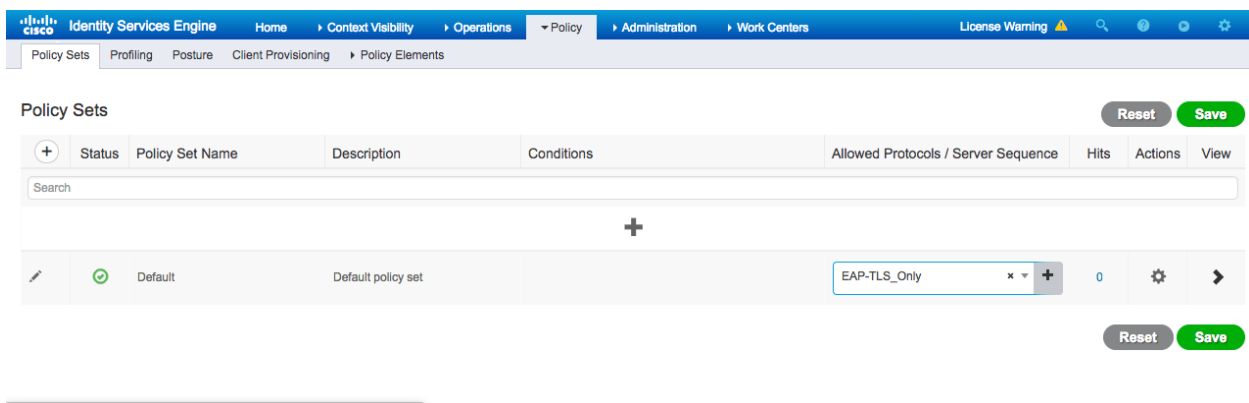 cisco Identity Services Engine Home Context Visibility Operations Policy Administration Work Centers License Warning
Policy Sets Profiling Posture Client Provisioning Policy Elements
Policy Sets
Reset Save
Status Policy Set Name Description Conditions Allowed Protocols / Server Sequence Hits Actions View
Search
Default Default policy set EAP-TLS_Only 0
Reset Save